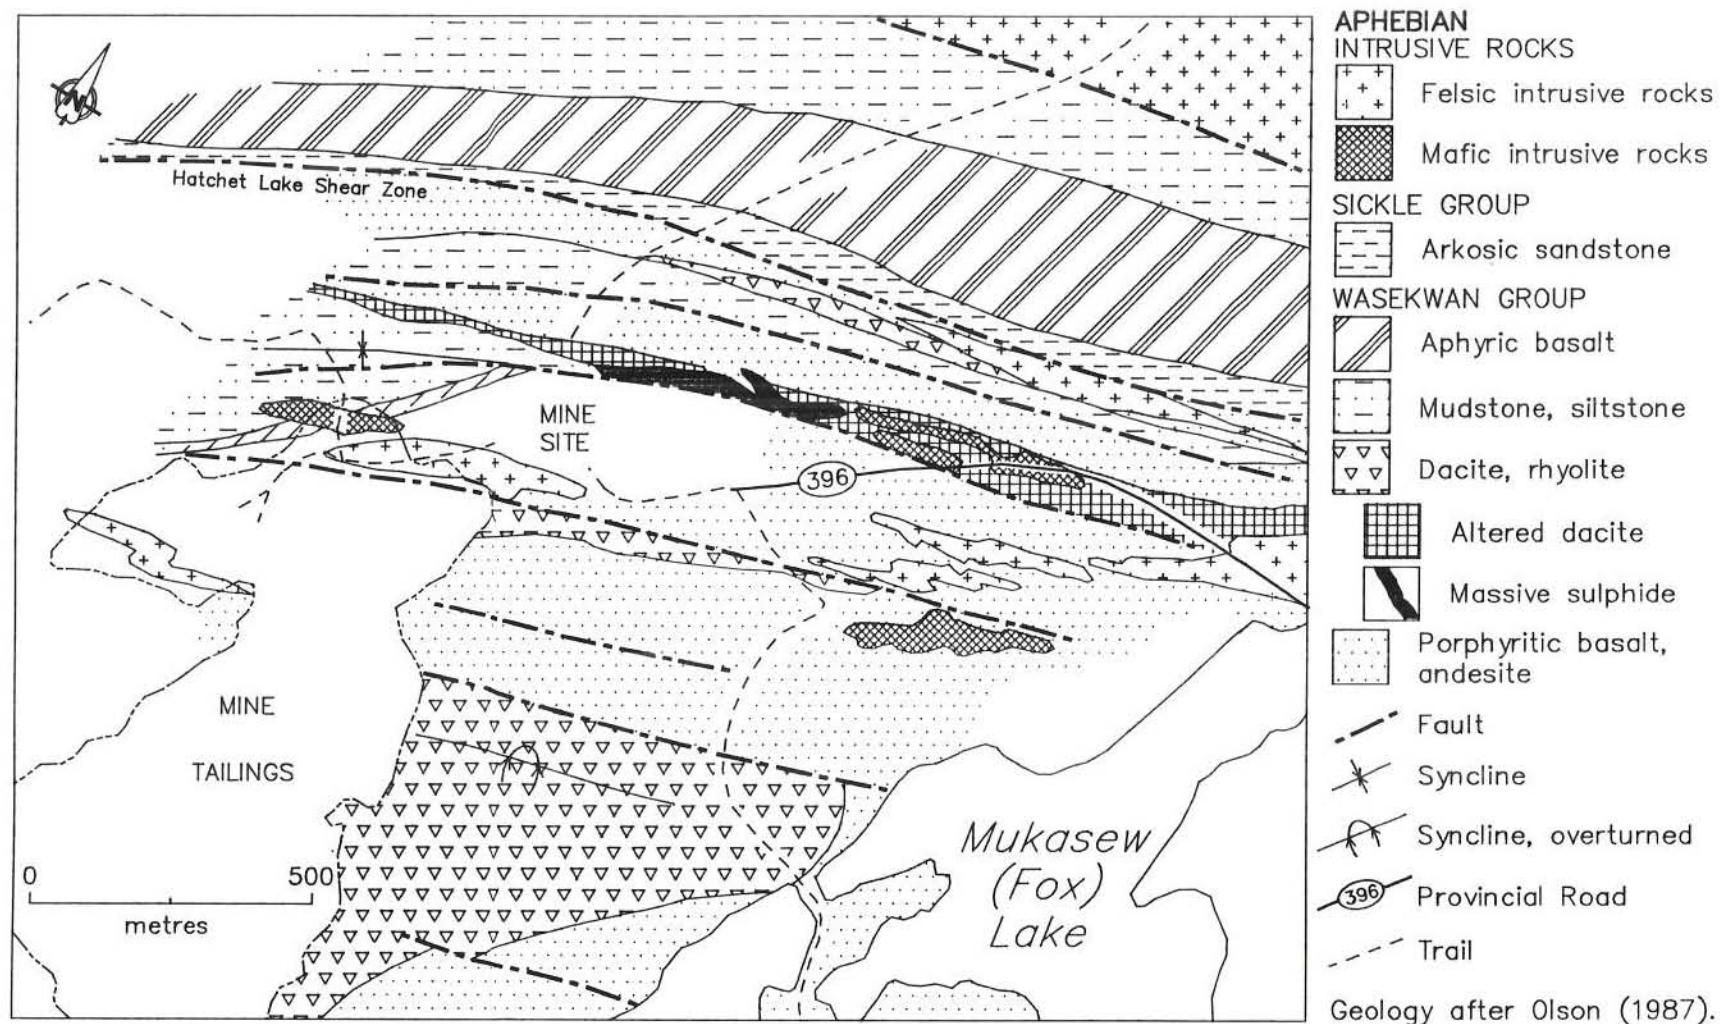 N
Hatchet Lake Shear Zone
MINE
SITE
396
MINE
TAILINGS
0 500
metres
Mukasew
(Fox)
Lake
APHEBIAN
INTRUSIVE ROCKS
Felsic intrusive rocks
Mafic intrusive rocks
SICKLE GROUP
Arkosic sandstone
WASEKWAN GROUP
Aphyric basalt
Mudstone, siltstone
Dacite, rhyolite
Altered dacite
Massive sulphide
Porphyritic basalt,
andesite
Fault
Syncline
Syncline, overturned
396 Provincial Road
Trail
Geology after Olson (1987).